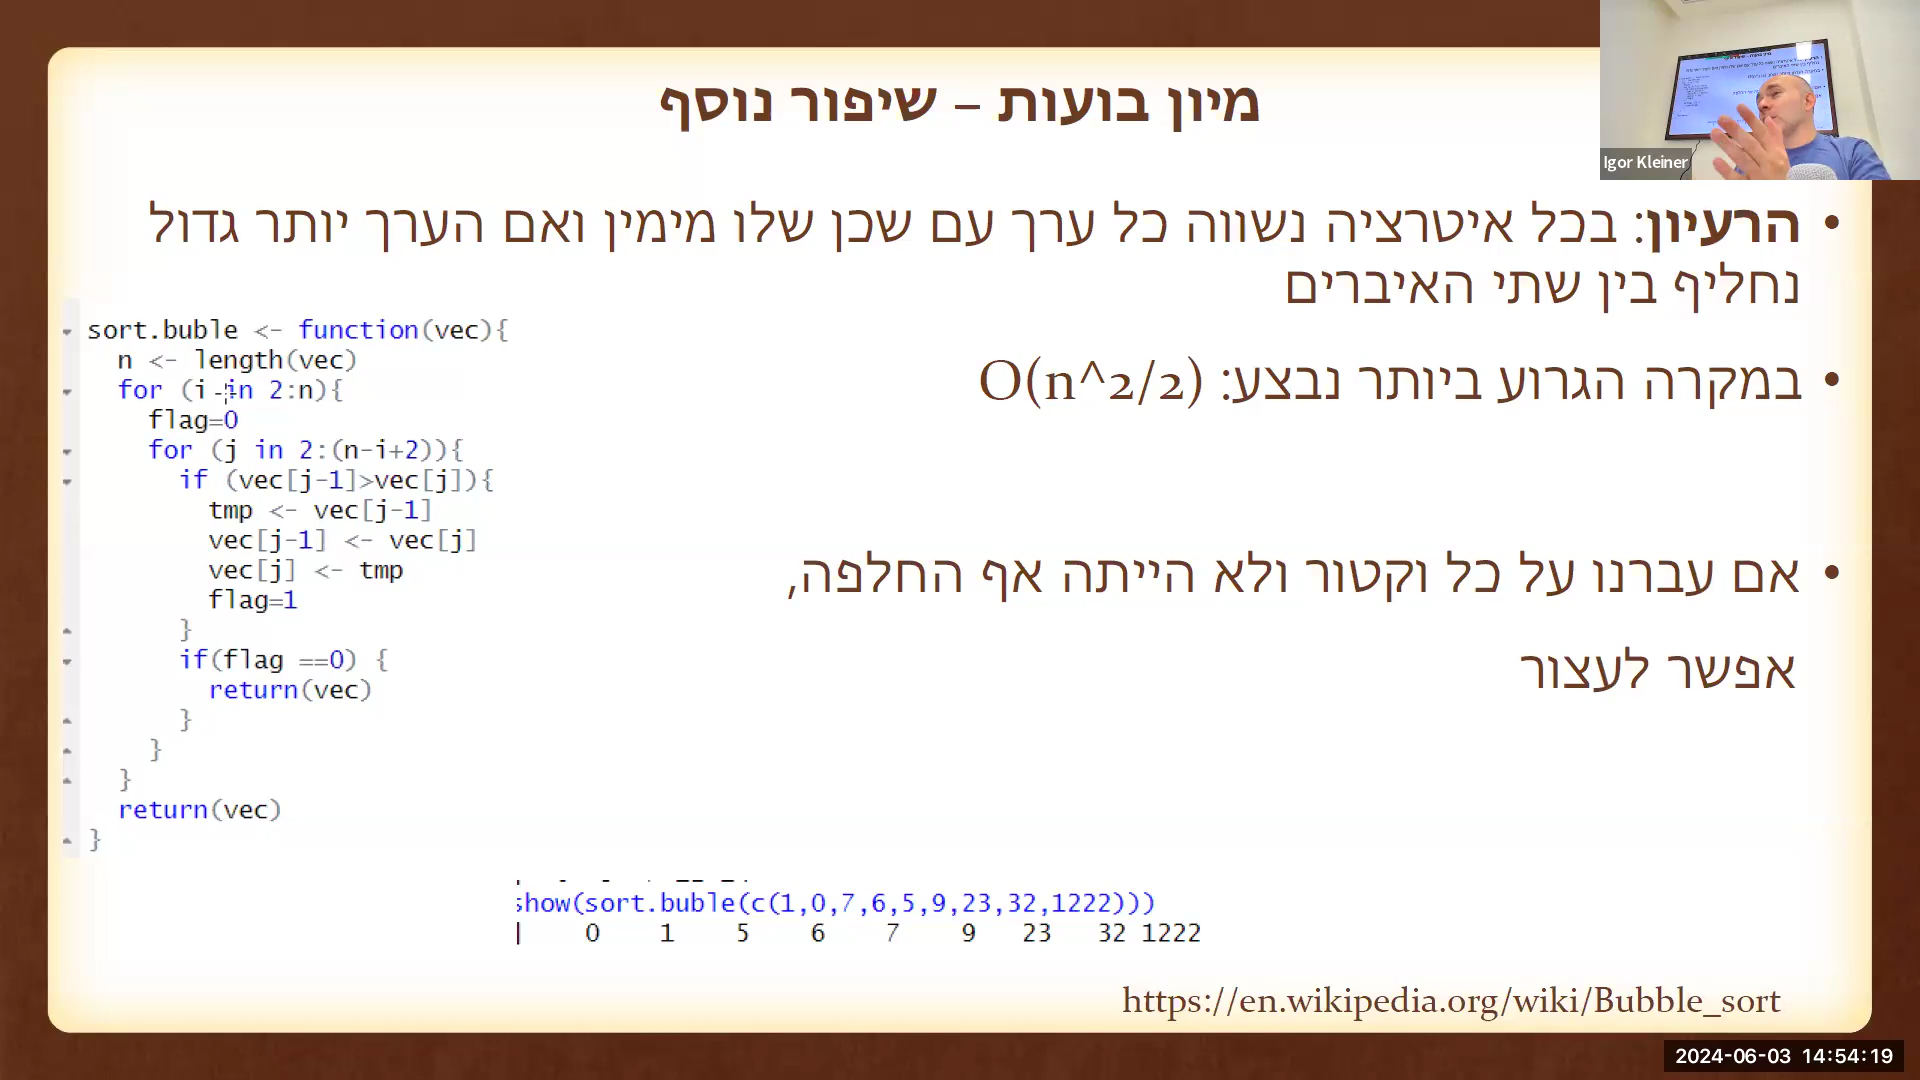 מיון בועות – שיפור נוסף
Igor Kleiner
• הרעיון: בכל איטרציה נשווה כל ערך עם שכן שלו מימין ואם הערך יותר גדול
נחליף בין שתי האיברים
• במקרה הגרוע ביותר נבצע: O(n^2/2)
• אם עברנו על כל וקטור ולא הייתה אף החלפה,
אפשר לעצור
sort.buble <- function(vec){
n <- length(vec)
for (i in 2:n){
flag=0
for (j in 2:(n-i+2)){
if (vec[j-1]>vec[j]){
tmp <- vec[j-1]
vec[j-1] <- vec[j]
vec[j] <- tmp
flag=1
}
if(flag ==0) {
return(vec)
}
}
}
return(vec)
}
show(sort.buble(c(1,0,7,6,5,9,23,32,1222)))
0 1 5 6 7 9 23 32 1222
https://en.wikipedia.org/wiki/Bubble_sort
2024-06-03 14:54:19